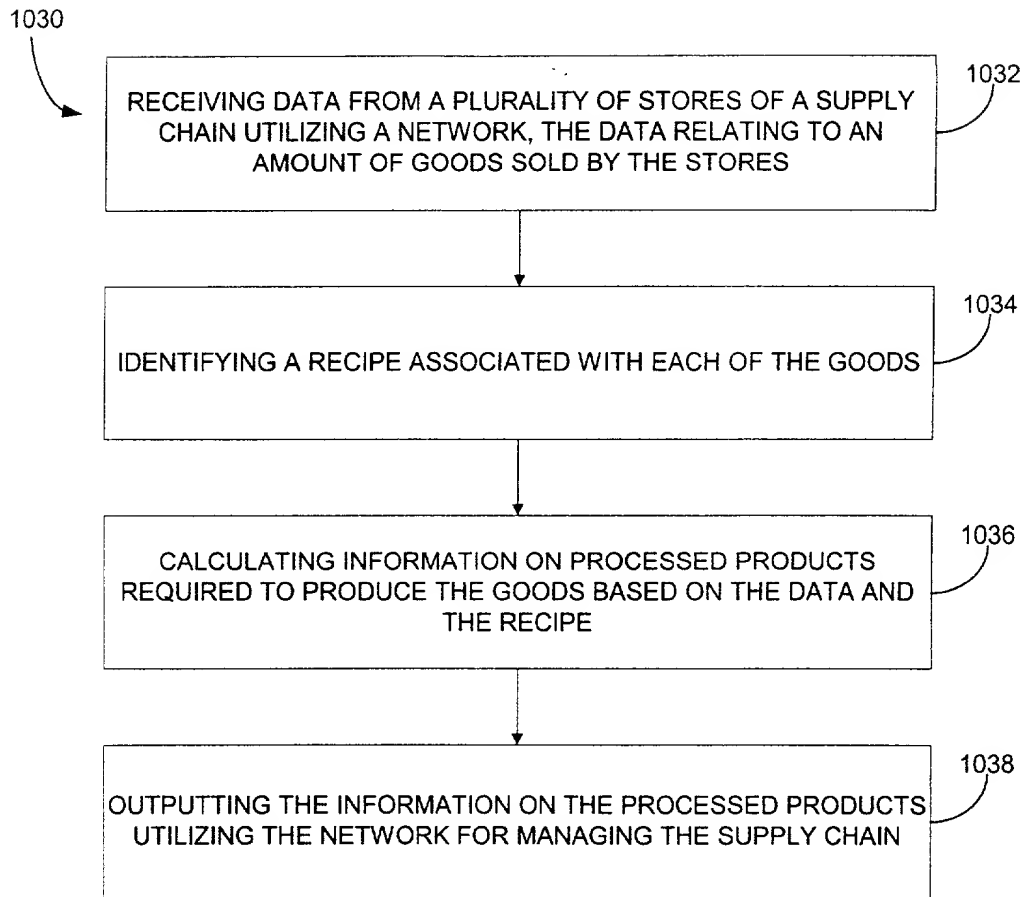 1030
1032
RECEIVING DATA FROM A PLURALITY OF STORES OF A SUPPLY
CHAIN UTILIZING A NETWORK, THE DATA RELATING TO AN
AMOUNT OF GOODS SOLD BY THE STORES
1034
IDENTIFYING A RECIPE ASSOCIATED WITH EACH OF THE GOODS
1036
CALCULATING INFORMATION ON PROCESSED PRODUCTS
REQUIRED TO PRODUCE THE GOODS BASED ON THE DATA AND
THE RECIPE
1038
OUTPUTTING THE INFORMATION ON THE PROCESSED PRODUCTS
UTILIZING THE NETWORK FOR MANAGING THE SUPPLY CHAIN